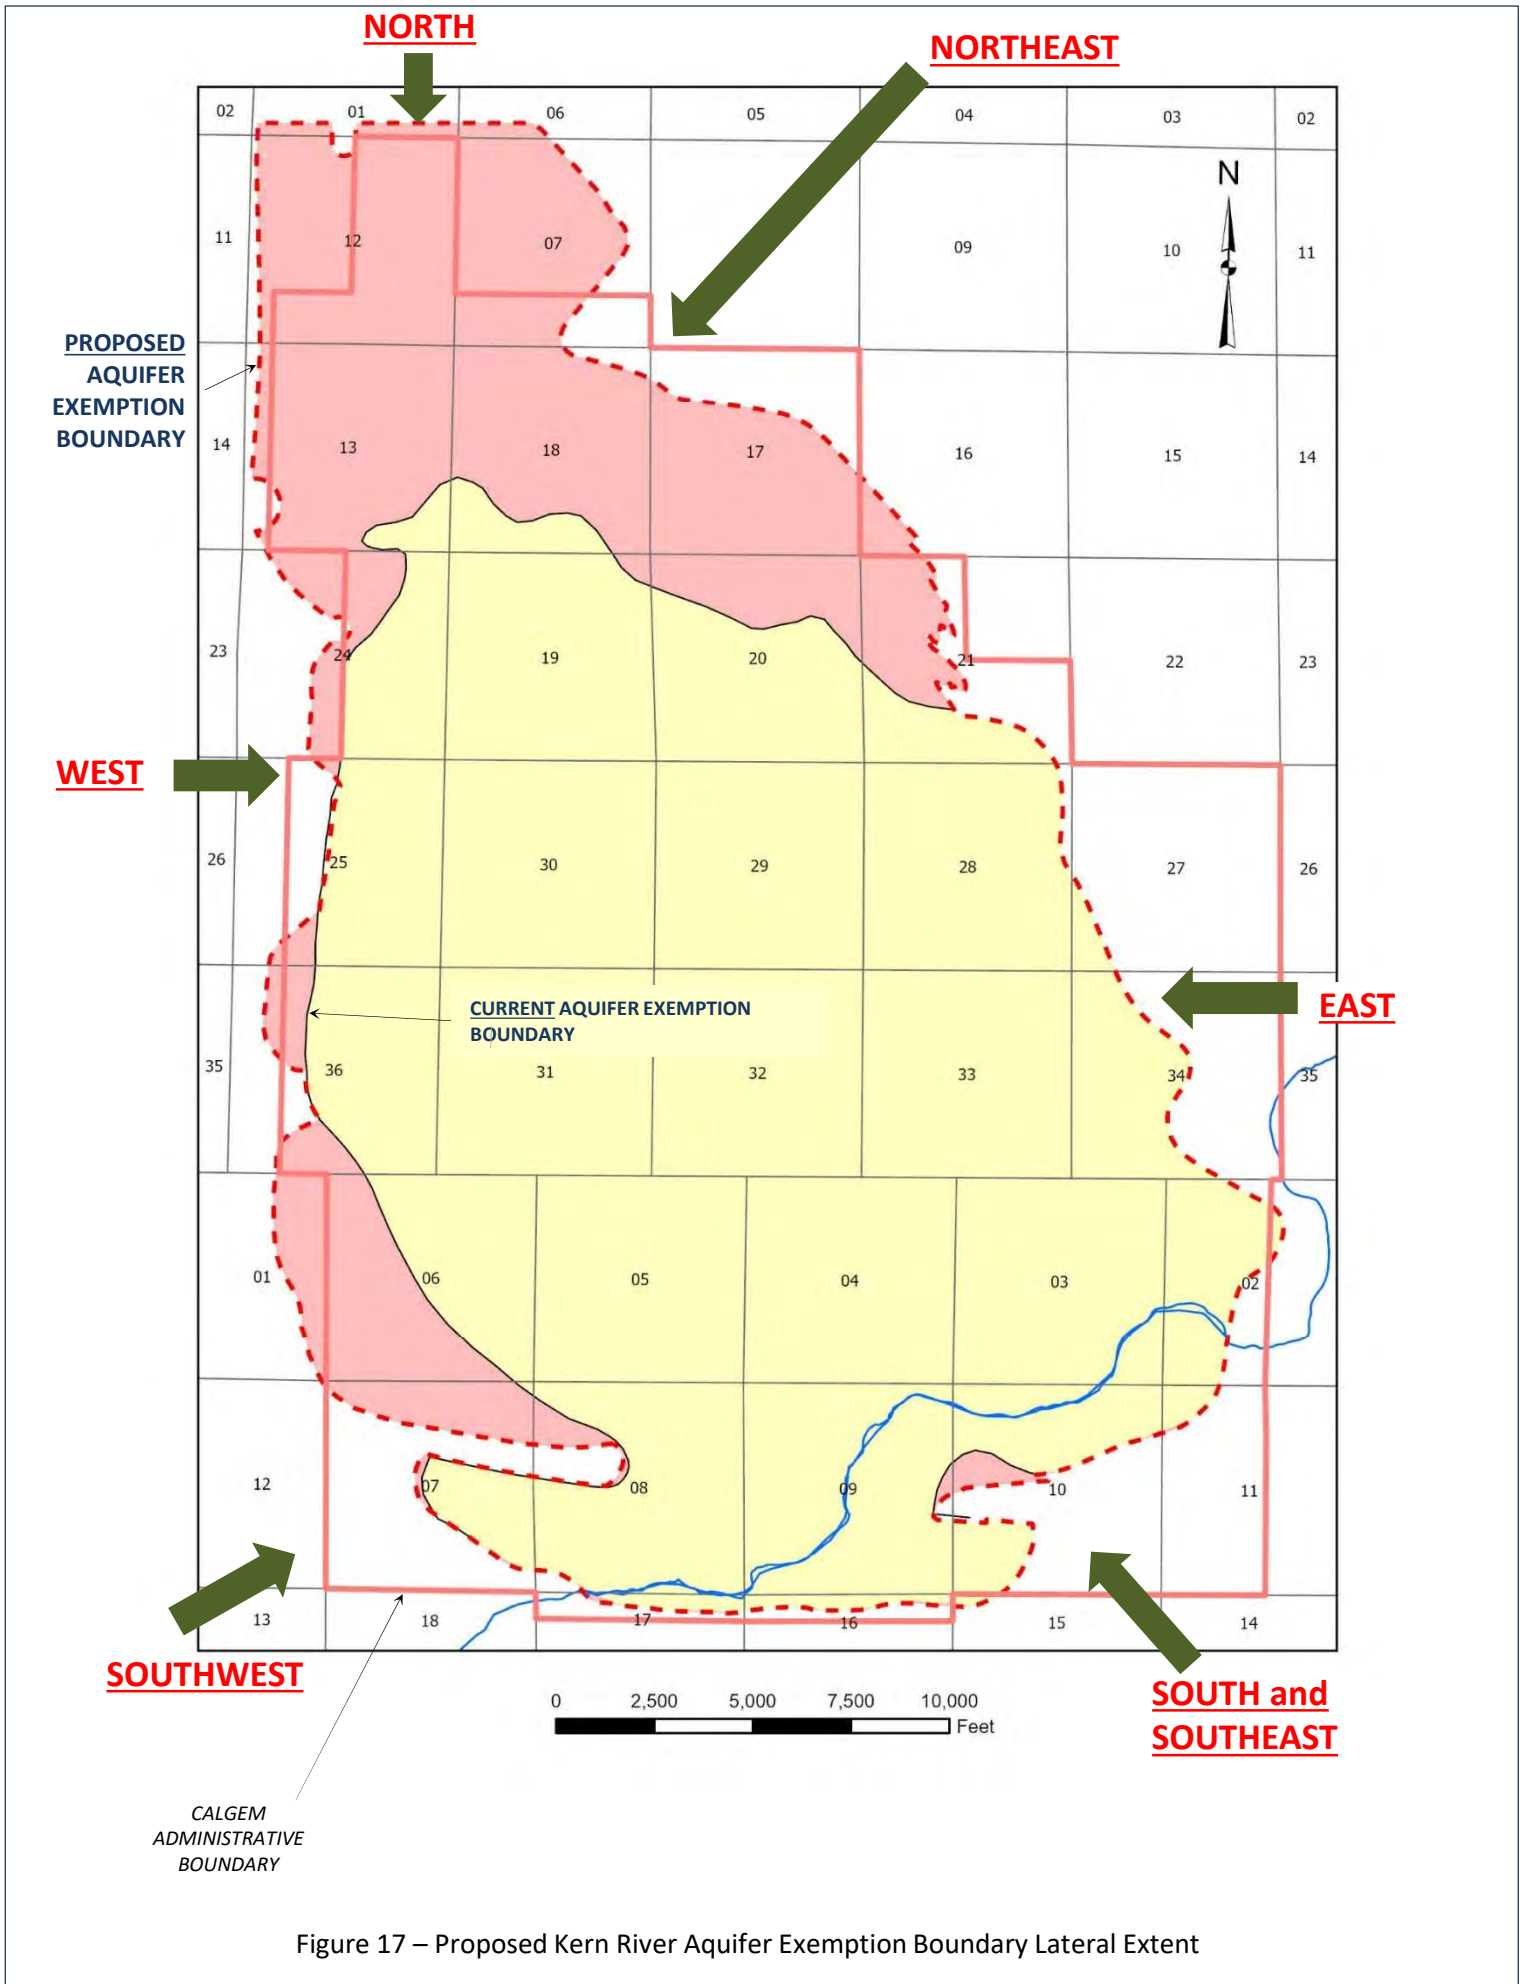 NORTH
NORTHEAST
02
01
06
05
04
03
02
N
11
12
07
09
10
11
PROPOSED
AQUIFER
EXEMPTION
BOUNDARY
14
13
18
17
16
15
14
23
24
19
20
21
22
23
WEST
26
25
30
29
28
27
26
CURRENT AQUIFER EXEMPTION
BOUNDARY
EAST
35
36
31
32
33
34
35
01
06
05
04
03
02
12
07
08
09
10
11
13
18
17
16
15
14
SOUTHWEST
SOUTH and
SOUTHEAST
0 2,500 5,000 7,500 10,000
Feet
CALGEM
ADMINISTRATIVE
BOUNDARY
Figure 17 – Proposed Kern River Aquifer Exemption Boundary Lateral Extent